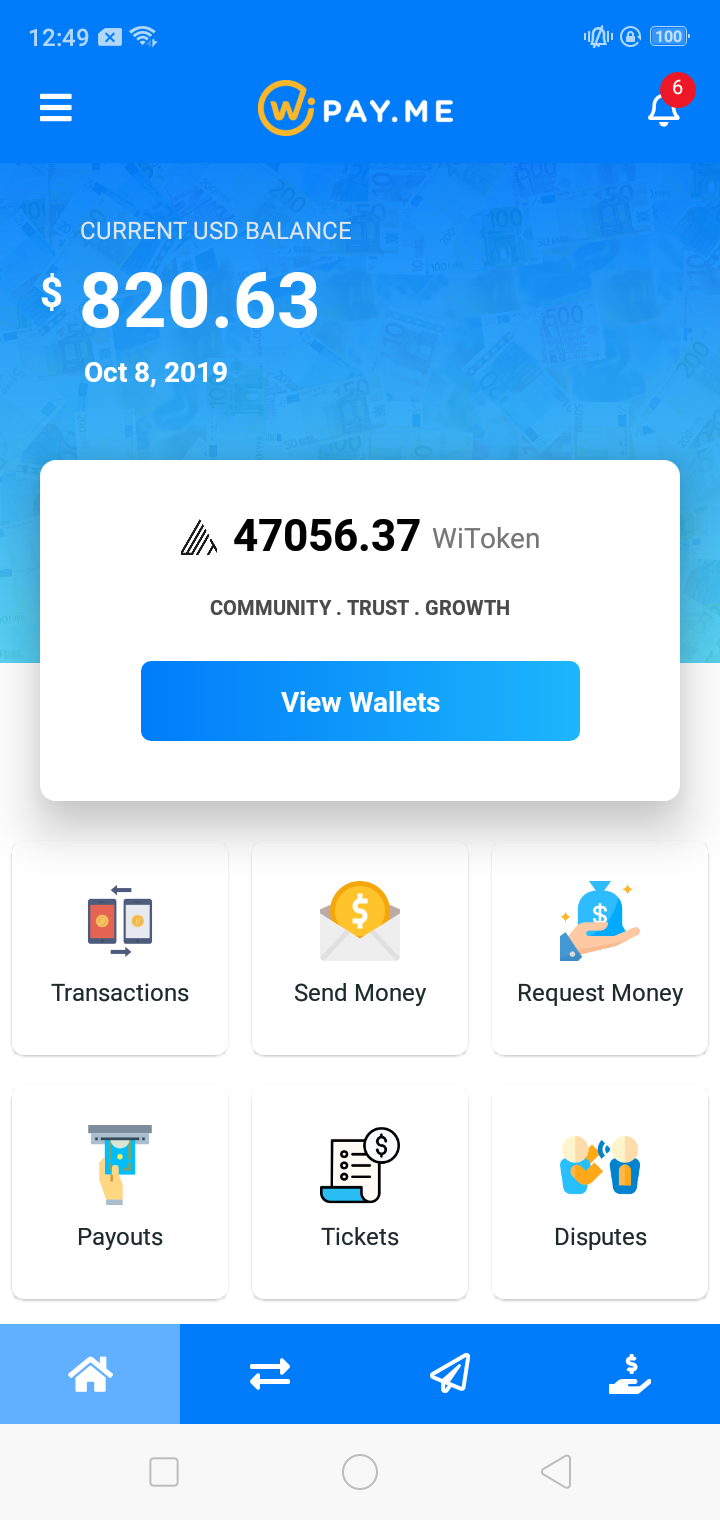 12:49
100
6
Wi PAY.ME
CURRENT USD BALANCE
$ 820.63
Oct 8, 2019
47056.37 WiToken
COMMUNITY . TRUST . GROWTH
View Wallets
Transactions
Send Money
Request Money
Payouts
Tickets
Disputes